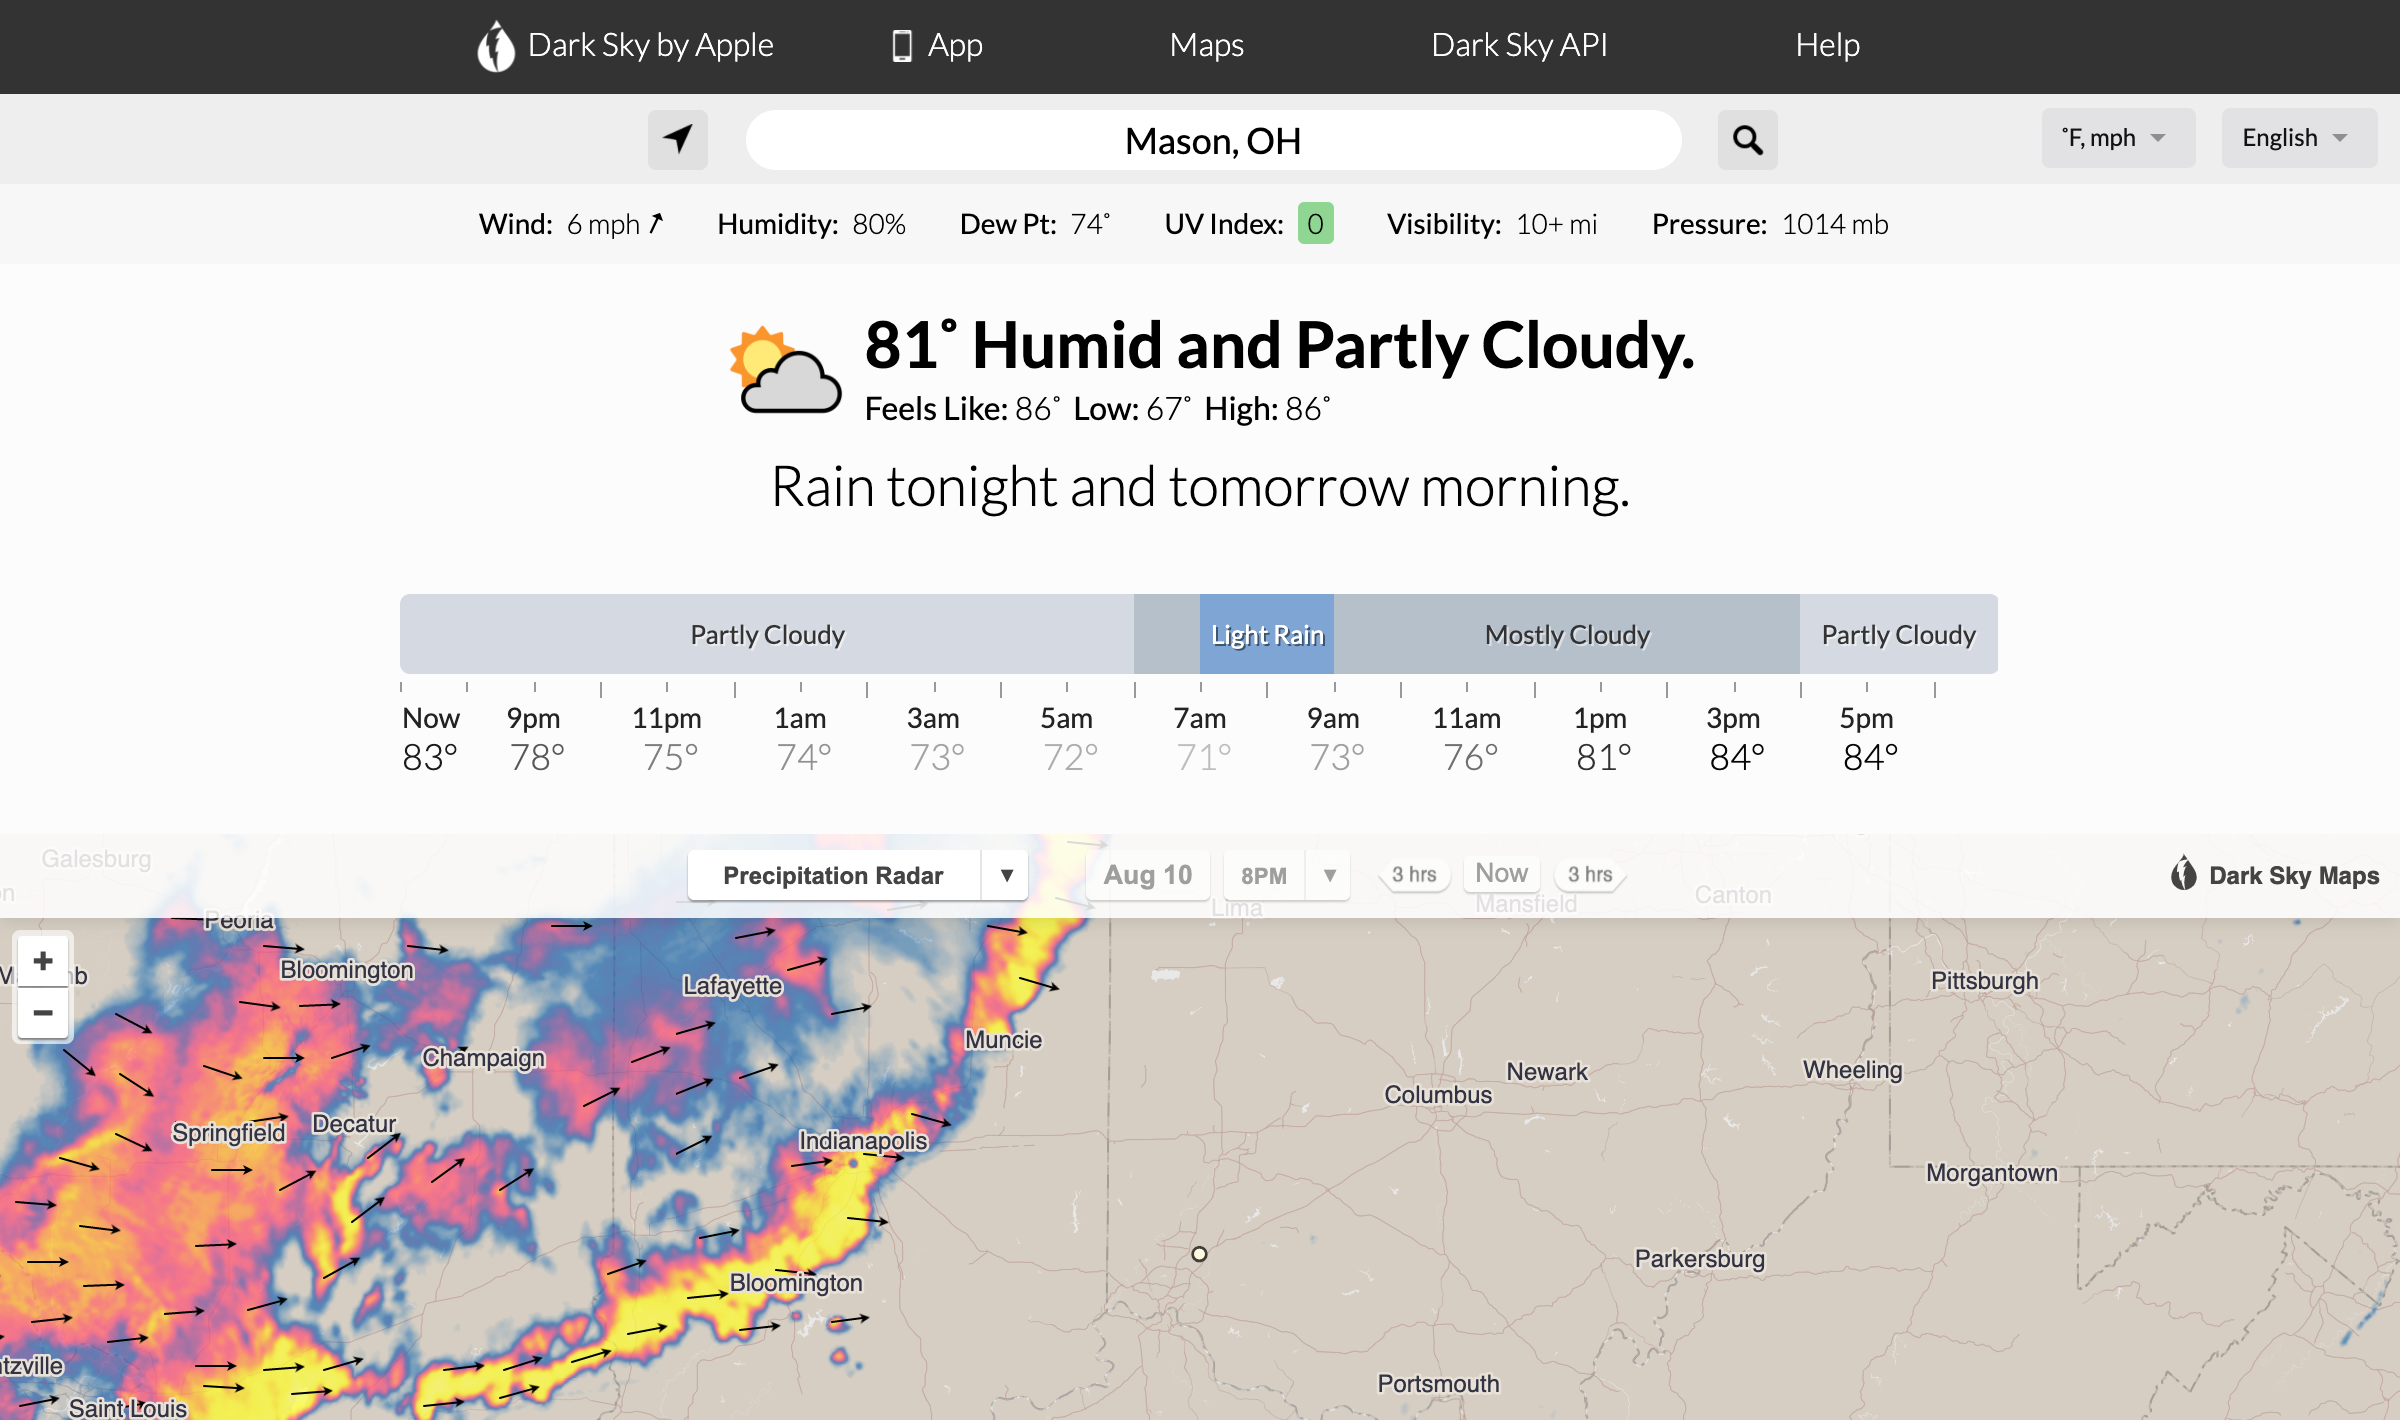 Dark Sky by Apple App Maps Dark Sky API Help
Mason, OH ˚F, mph English
Wind: 6 mph Humidity: 80% Dew Pt: 74˚ UV Index: 0 Visibility: 10+ mi Pressure: 1014 mb
81˚ Humid and Partly Cloudy.
Feels Like: 86˚ Low: 67˚ High: 86˚
Rain tonight and tomorrow morning.
Partly Cloudy Light Rain Mostly Cloudy Partly Cloudy
Now 9pm 11pm 1am 3am 5am 7am 9am 11am 1pm 3pm 5pm
83° 78° 75° 74° 73° 72° 71° 73° 76° 81° 84° 84°
Galesburg
Precipitation Radar ▼ Aug 10 8PM ▼ 3 hrs Now 3 hrs Dark Sky Maps
Canton
Lima Mansfield
Peoria
+
Bloomington
Lafayette
Pittsburgh
−
Muncie
Champaign
Newark
Wheeling
Columbus
Decatur
Springfield
Indianapolis
Morgantown
Parkersburg
Bloomington
tzville
Portsmouth
Saint Louis